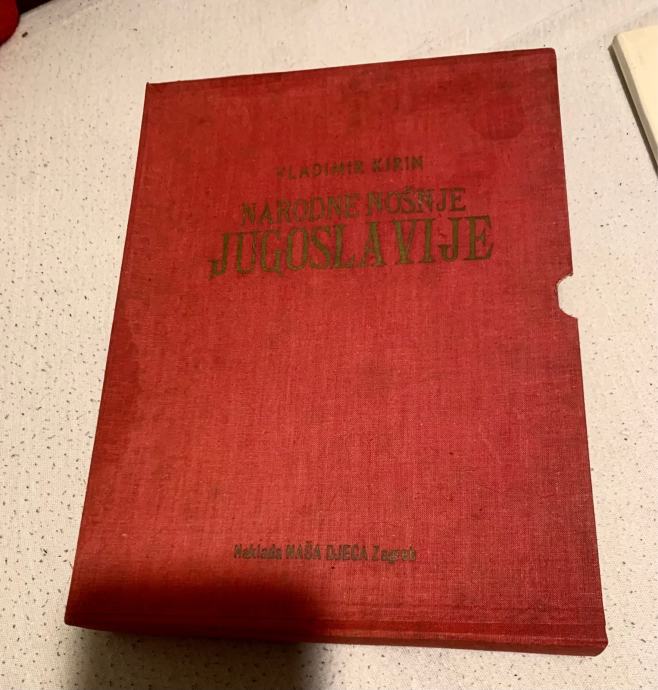 VLADIMIR KIRIN
NARODNE NOŠNJE
JUGOSLAVIJE
Naklada NAŠA DJECA Zagreb